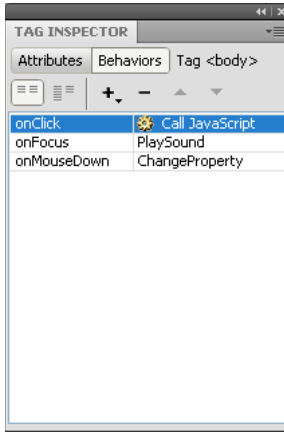 TAG INSPECTOR
Attributes Behaviors Tag <body>
onClick Call JavaScript
onFocus PlaySound
onMouseDown ChangeProperty